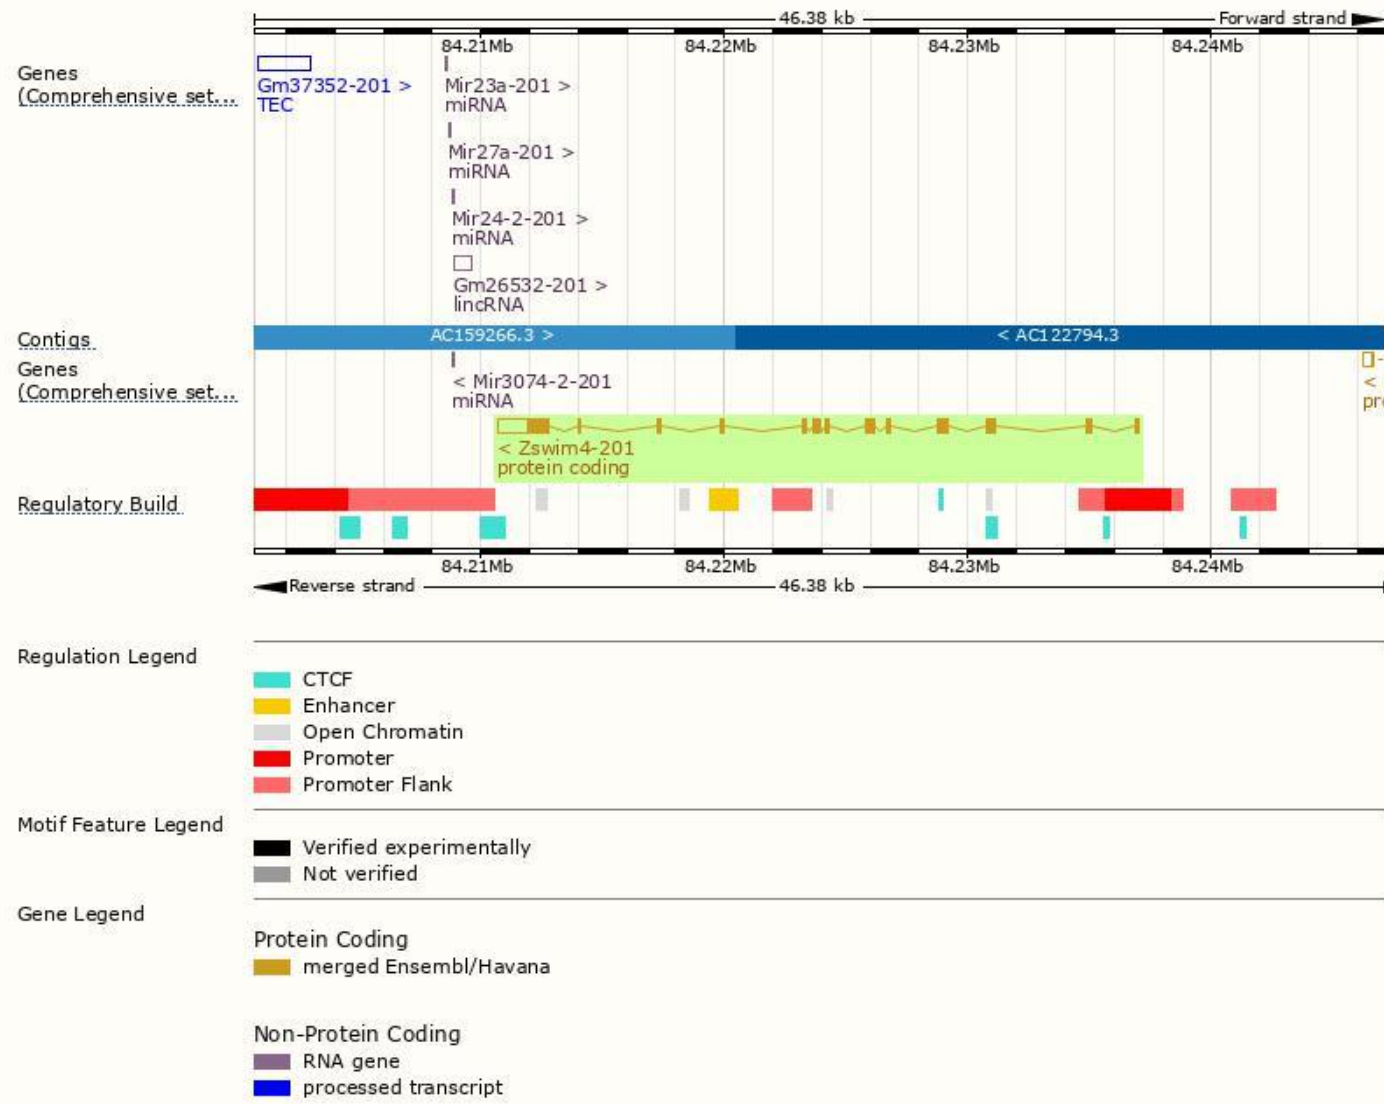 46.38 kb Forward strand
84.21Mb 84.22Mb 84.23Mb 84.24Mb
Genes
(Comprehensive set...
Gm37352-201 >
TEC
Mir23a-201 >
miRNA
Mir27a-201 >
miRNA
Mir24-2-201 >
miRNA
Gm26532-201 >
lincRNA
Contigs
AC159266.3 > < AC122794.3
Genes
(Comprehensive set...
< Mir3074-2-201
miRNA
<
pr
< Zswim4-201
protein coding
Regulatory Build
84.21Mb 84.22Mb 84.23Mb 84.24Mb
Reverse strand 46.38 kb
Regulation Legend
CTCF
Enhancer
Open Chromatin
Promoter
Promoter Flank
Motif Feature Legend
Verified experimentally
Not verified
Gene Legend
Protein Coding
merged Ensembl/Havana
Non-Protein Coding
RNA gene
processed transcript